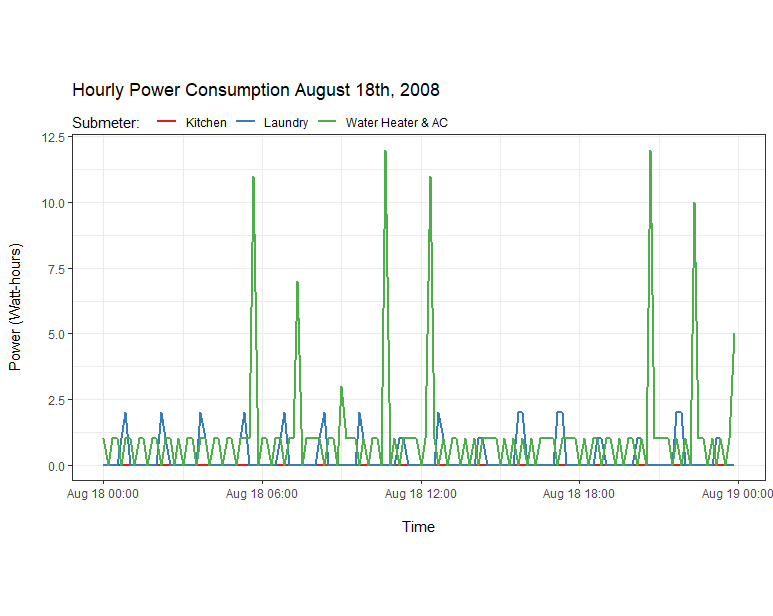 Hourly Power Consumption August 18th, 2008
Submeter: Kitchen Laundry Water Heater & AC
12.5
10.0
7.5
5.0
2.5
0.0
Power (Watt-hours)
Aug 18 00:00 Aug 18 06:00 Aug 18 12:00 Aug 18 18:00 Aug 19 00:00
Time